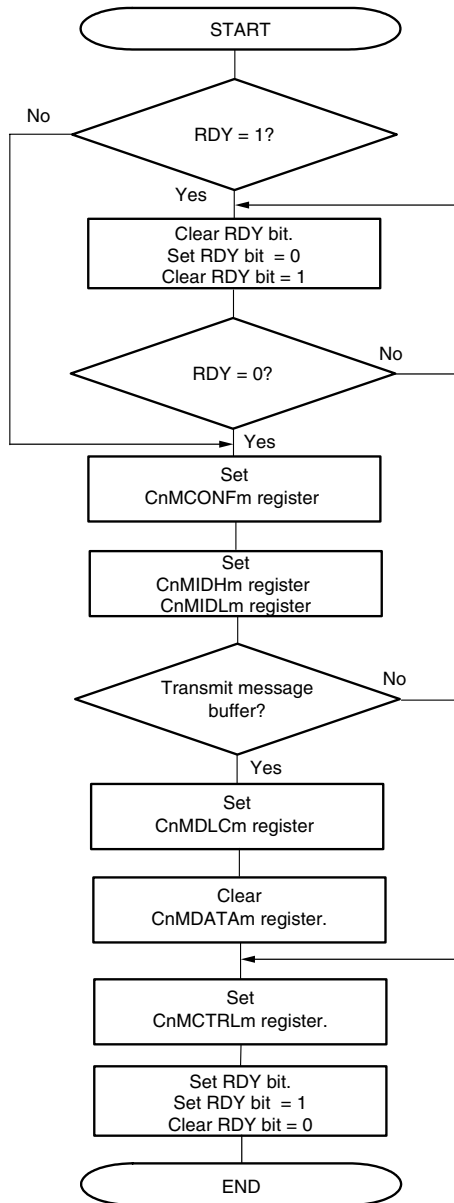 START
No
RDY = 1?
Yes
Clear RDY bit.
Set RDY bit = 0
Clear RDY bit = 1
No
RDY = 0?
Yes
Set
CnMCONFm register
Set
CnMIDHm register
CnMIDLm register
No
Transmit message
buffer?
Yes
Set
CnMDLCm register
Clear
CnMDATAm register.
Set
CnMCTRLm register.
Set RDY bit.
Set RDY bit = 1
Clear RDY bit = 0
END